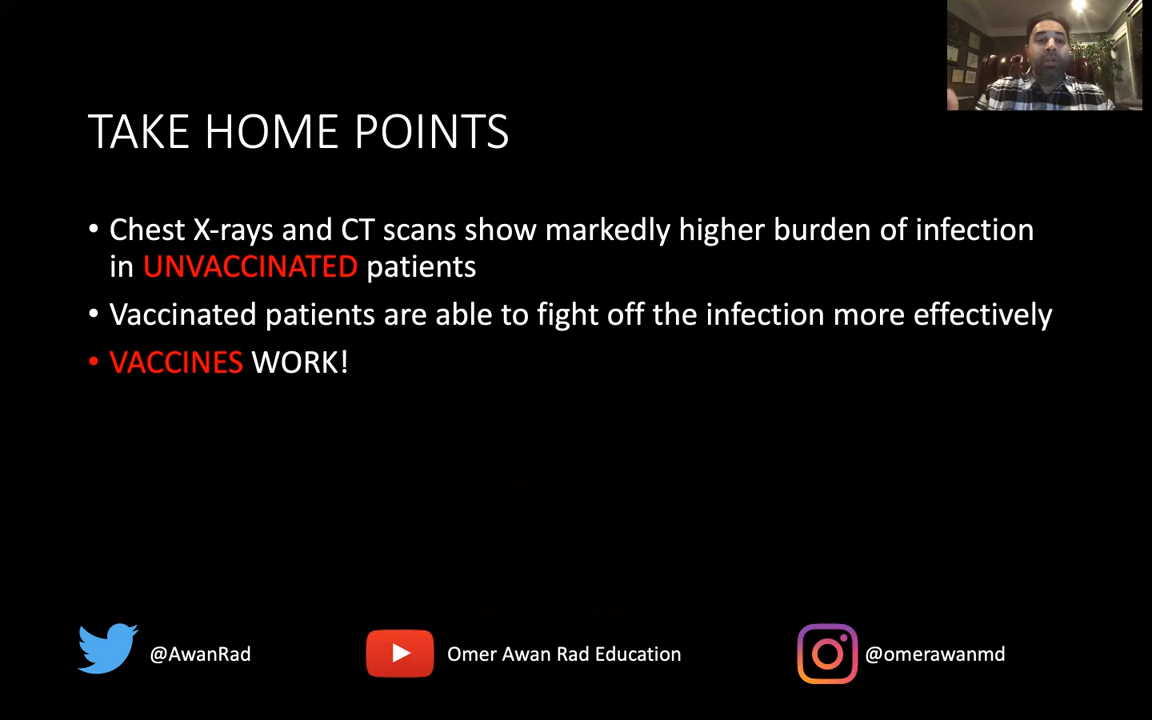 TAKE HOME POINTS
• Chest X-rays and CT scans show markedly higher burden of infection
in UNVACCINATED patients
• Vaccinated patients are able to fight off the infection more effectively
• VACCINES WORK!
@AwanRad
Omer Awan Rad Education
@omerawanmd